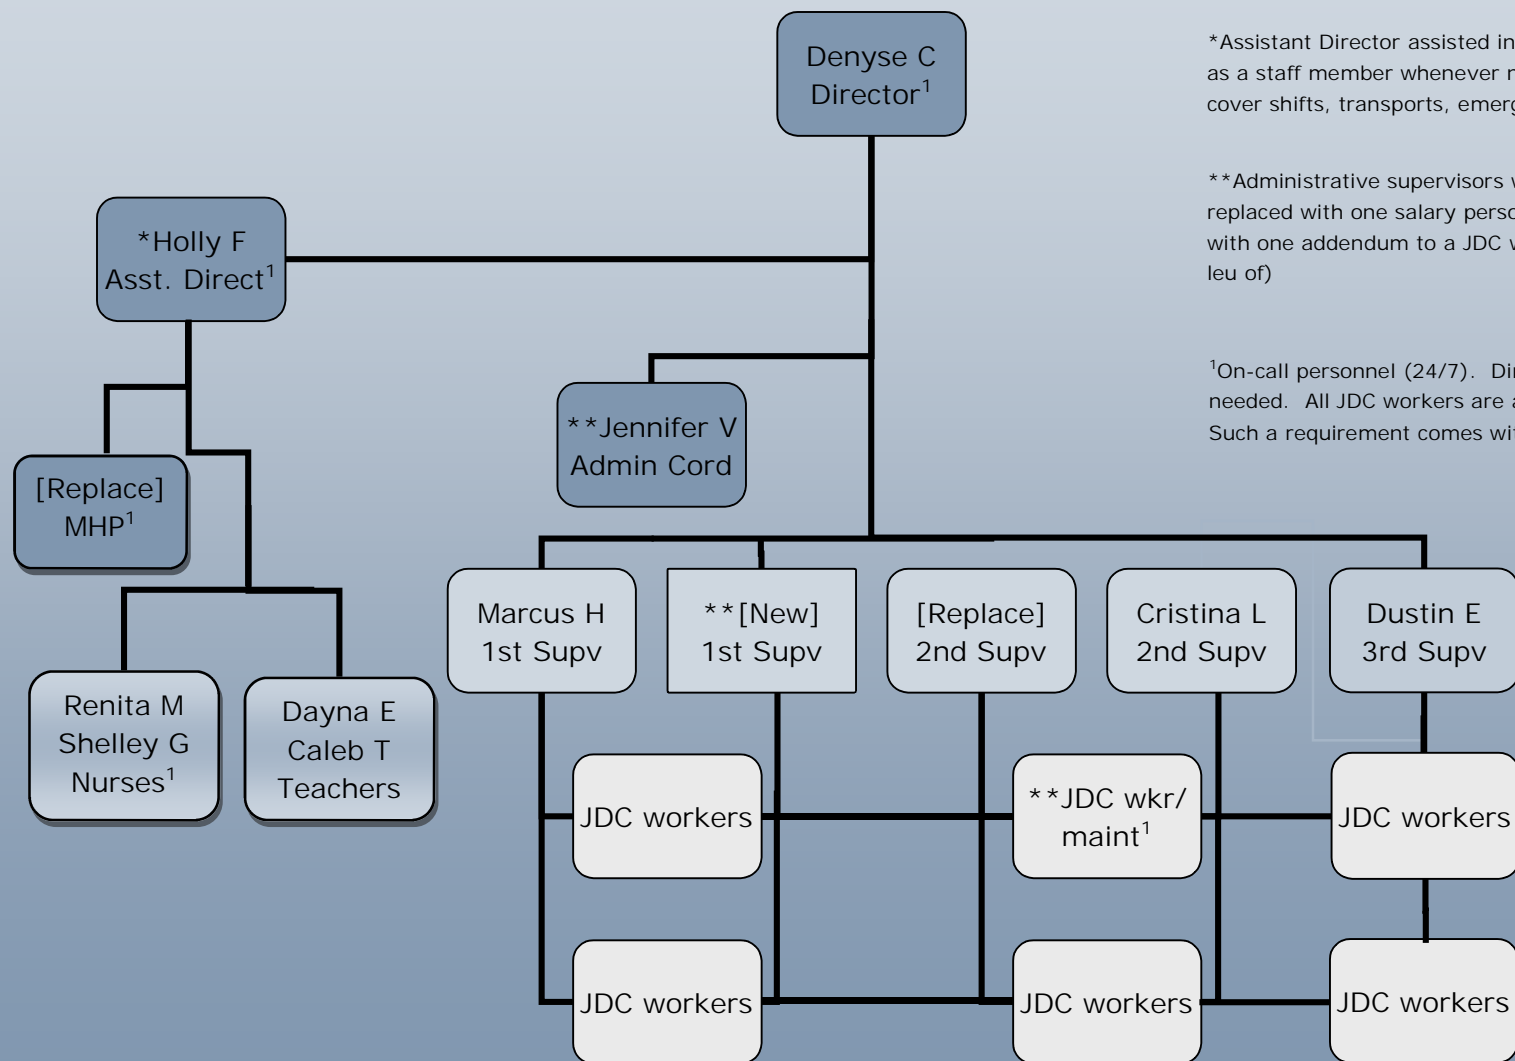 Denyse C
Director¹
*Assistant Director assisted in
as a staff member whenever
cover shifts, transports,
**Administrative supervisors
replaced with one salary
with one addendum to a JDC
leu of)
¹On-call personnel (24/7).
needed. All JDC workers are
Such a requirement comes
*Holly F
Asst. Direct¹
**Jennifer V
Admin Cord
[Replace]
MHP¹
Renita M
Shelley G
Nurses¹
Dayna E
Caleb T
Teachers
Marcus H
1st Supv
**[New]
1st Supv
[Replace]
2nd Supv
Cristina L
2nd Supv
Dustin E
3rd Supv
JDC workers
**JDC wkr/
maint¹
JDC workers
JDC workers
JDC workers
JDC workers